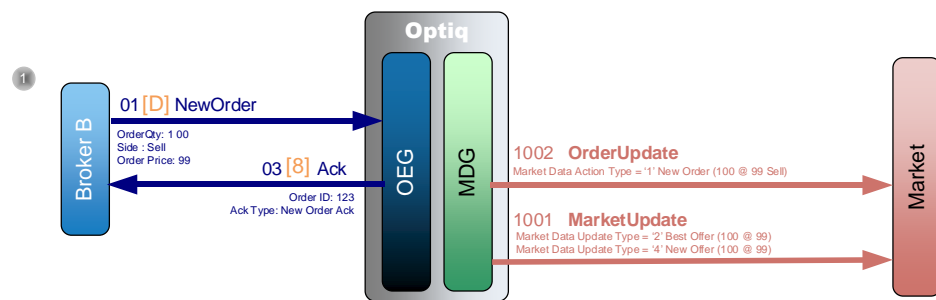 Optiq
1
Broker B
01 [D] NewOrder
OrderQty: 1 00
Side : Sell
Order Price: 99
03 [8] Ack
Order ID: 123
Ack Type: New Order Ack
OEG
MDG
1002 OrderUpdate
Market Data Action Type = '1' New Order (100 @ 99 Sell)
1001 MarketUpdate
Market Data Update Type = '2' Best Offer (100 @ 99)
Market Data Update Type = '4' New Offer (100 @ 99)
Market